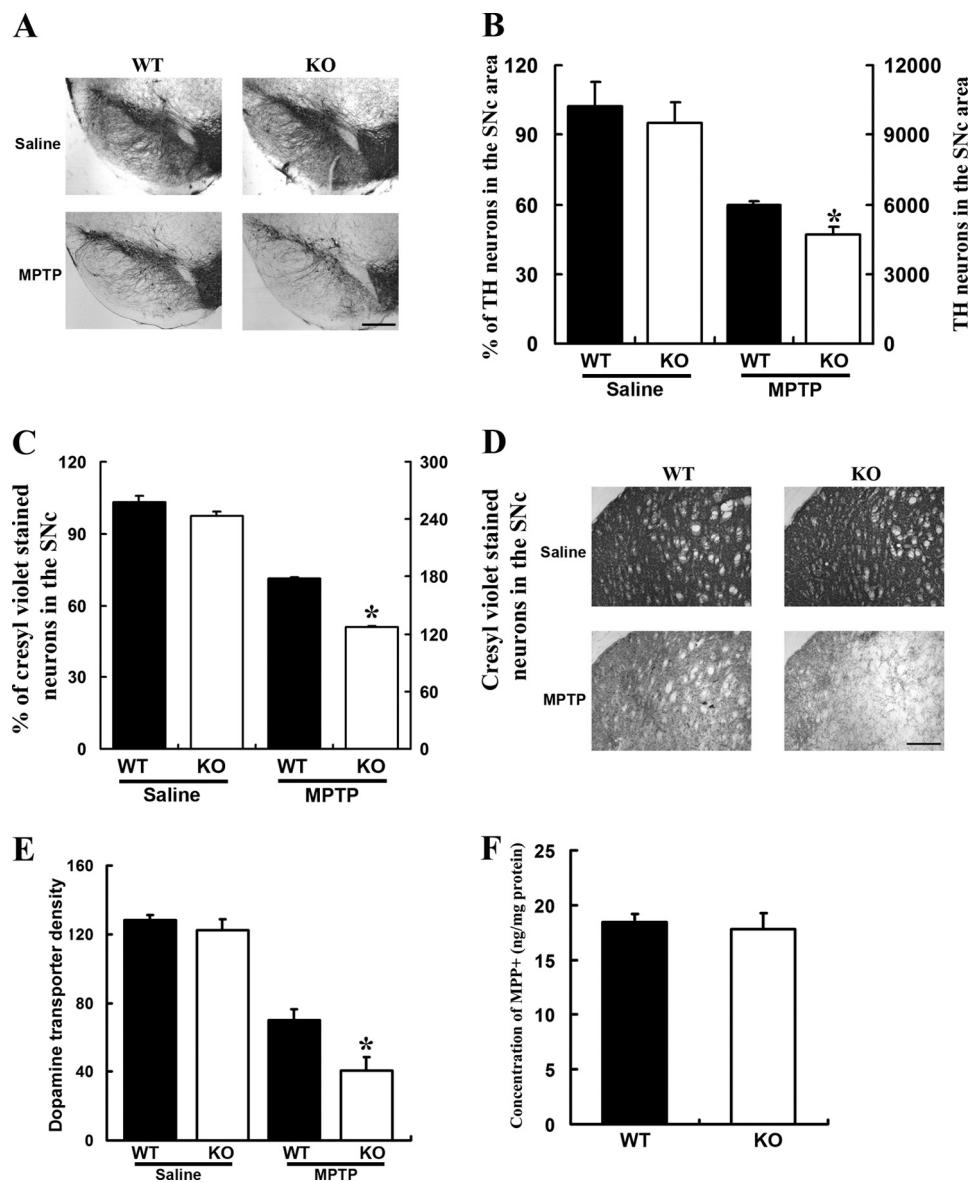 A
WT KO
Saline
MPTP
B
% of TH neurons in the SNc area
120
90
60
30
0
12000
9000
6000
3000
0
TH neurons in the SNc area
*
WT KO WT KO
Saline MPTP
C
% of cresyl violet stained
neurons in the SNc
120
90
60
30
0
300
240
180
120
60
0
Cresyl violet stained
neurons in the SNc
*
WT KO WT KO
Saline MPTP
D
WT KO
Saline
MPTP
E
Dopamine transporter density
160
120
80
40
0
*
WT KO WT KO
Saline MPTP
F
Concentration of MPP+ (ng/mg protein)
25
20
15
10
5
0
WT KO